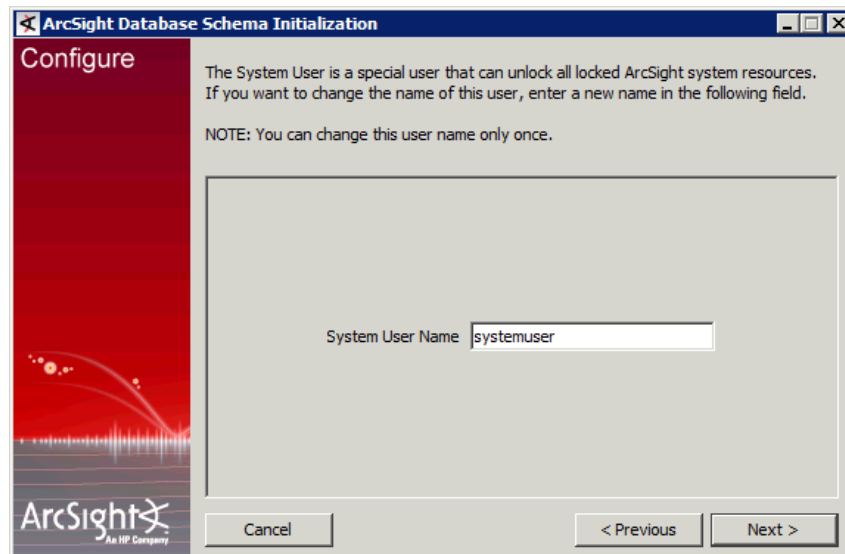 ArcSight Database Schema Initialization
Configure
The System User is a special user that can unlock all locked ArcSight system resources.
If you want to change the name of this user, enter a new name in the following field.
NOTE: You can change this user name only once.
System User Name systemuser
ArcSight
An HP Company
Cancel < Previous Next >